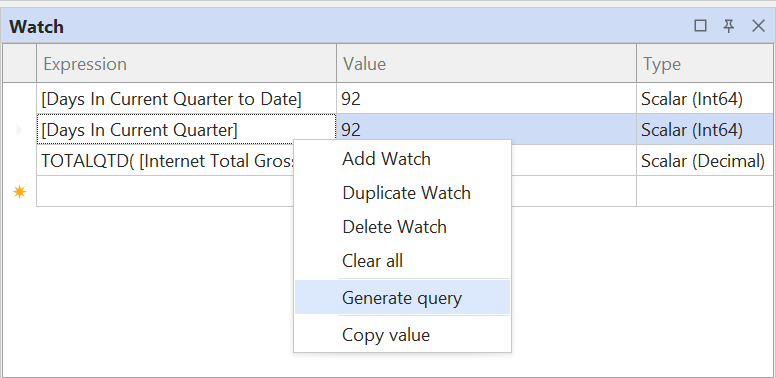 Watch
Expression Value Type
[Days In Current Quarter to Date] 92 Scalar (Int64)
[Days In Current Quarter] 92 Scalar (Int64)
TOTALQTD( [Internet Total Gros Scalar (Decimal)
Add Watch
Duplicate Watch
Delete Watch
Clear all
Generate query
Copy value